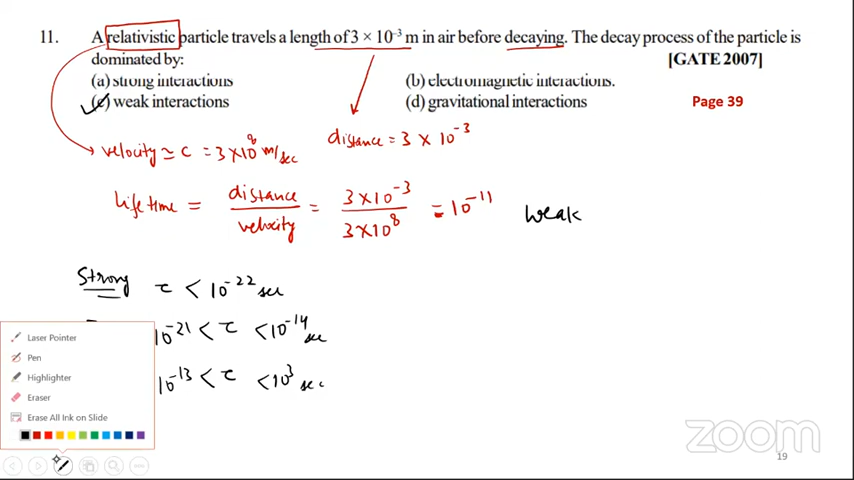 11. A relativistic particle travels a length of 3 × 10⁻³ m in air before decaying. The decay process of the particle is
dominated by: [GATE 2007]
(a) strong interactions (b) electromagnetic interactions.
(c) weak interactions (d) gravitational interactions Page 39
velocity ≃ c = 3 × 10⁸ m/sec distance = 3 × 10⁻³
Life time = distance / velocity = 3 × 10⁻³ / 3 × 10⁸ = 10⁻¹¹ Weak
Strong τ < 10⁻²² sec
10⁻²¹ < τ < 10⁻¹⁴ sec
10⁻¹³ < τ < 10³ sec
Laser Pointer
Pen
Highlighter
Eraser
Erase All Ink on Slide
zoom
19